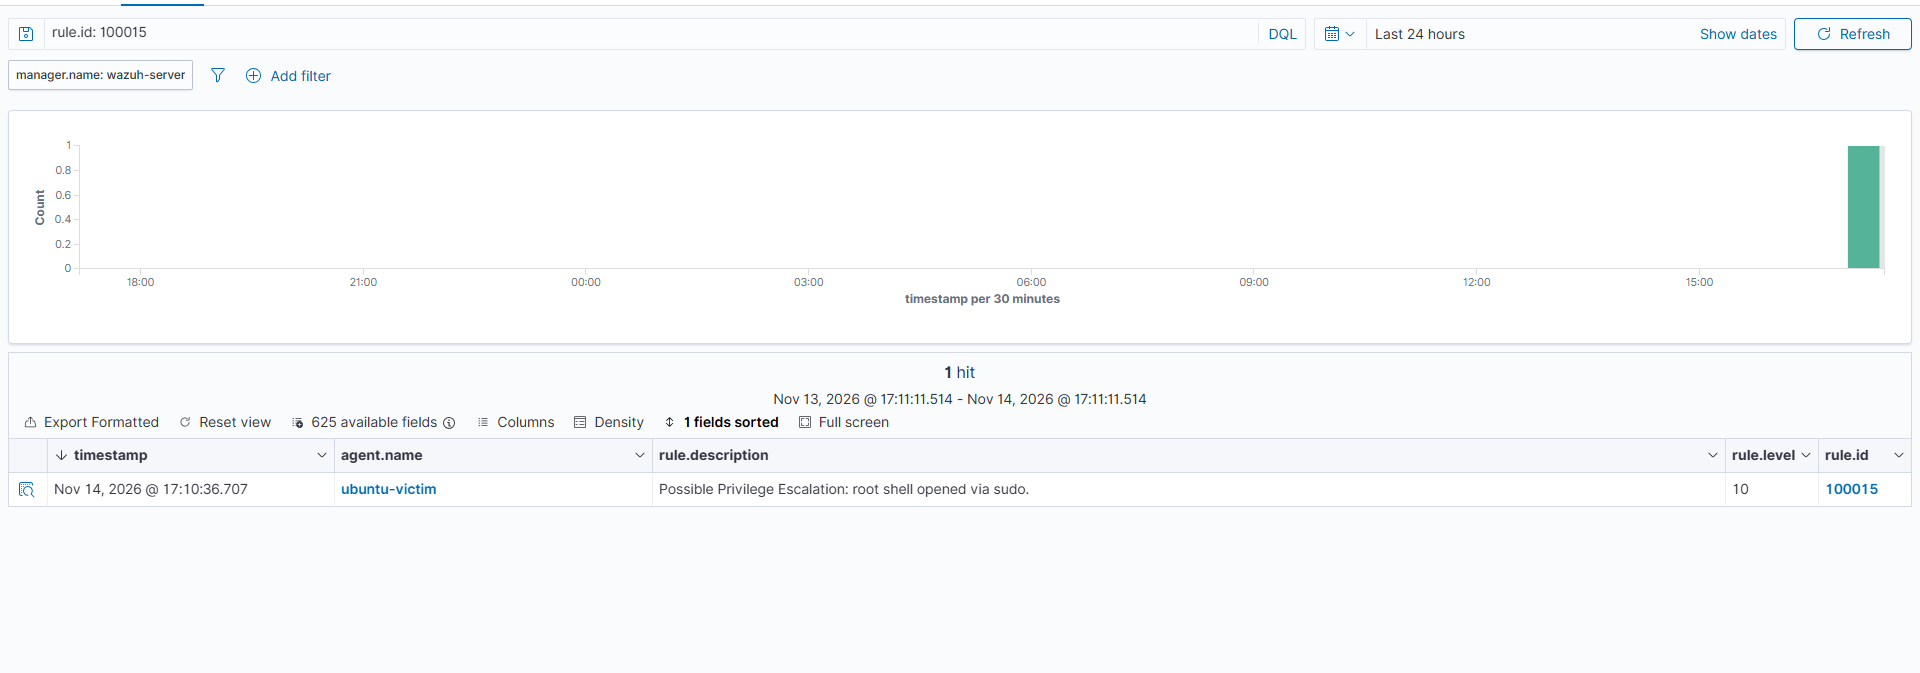 rule.id: 100015
DQL
Last 24 hours
Show dates
Refresh
manager.name: wazuh-server
Add filter
1
0.8
0.6
0.4
0.2
0
Count
18:00 21:00 00:00 03:00 06:00 09:00 12:00 15:00
timestamp per 30 minutes
1 hit
Nov 13, 2026 @ 17:11:11.514 - Nov 14, 2026 @ 17:11:11.514
Export Formatted Reset view 625 available fields Columns Density 1 fields sorted Full screen
timestamp agent.name rule.description rule.level rule.id
Nov 14, 2026 @ 17:10:36.707 ubuntu-victim Possible Privilege Escalation: root shell opened via sudo. 10 100015